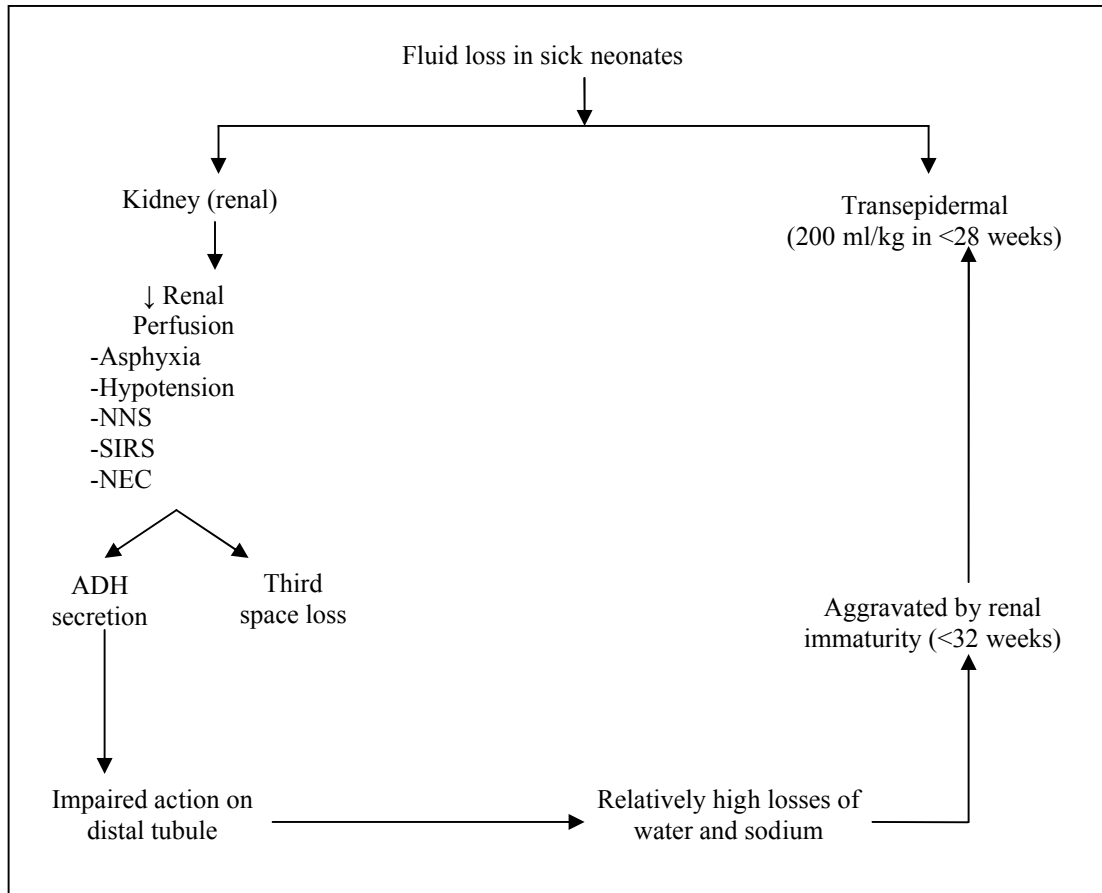 Fluid loss in sick neonates
Kidney (renal)
Transepidermal
(200 ml/kg in <28 weeks)
↓ Renal
Perfusion
-Asphyxia
-Hypotension
-NNS
-SIRS
-NEC
ADH
secretion
Third
space loss
Aggravated by renal
immaturity (<32 weeks)
Impaired action on
distal tubule
Relatively high losses of
water and sodium